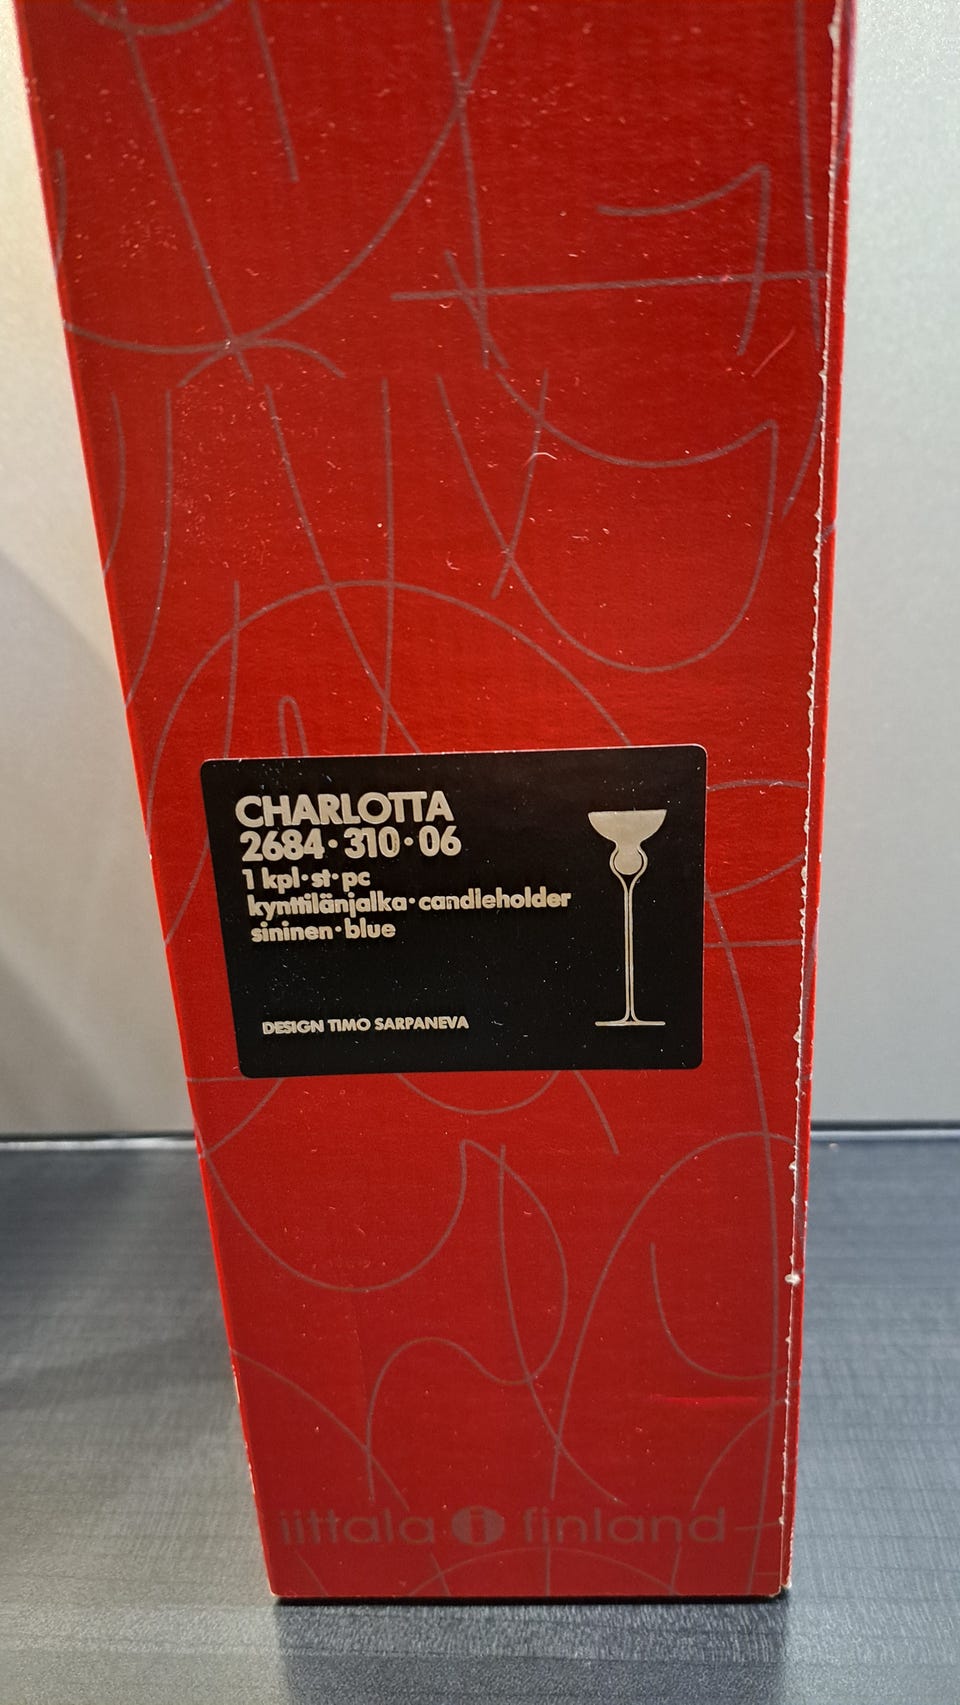 CHARLOTTA
2684·310·06
1 kpl·st·pc
kynttilänjalka·candleholder
sininen·blue
DESIGN TIMO SARPANEVA
iittala i finland